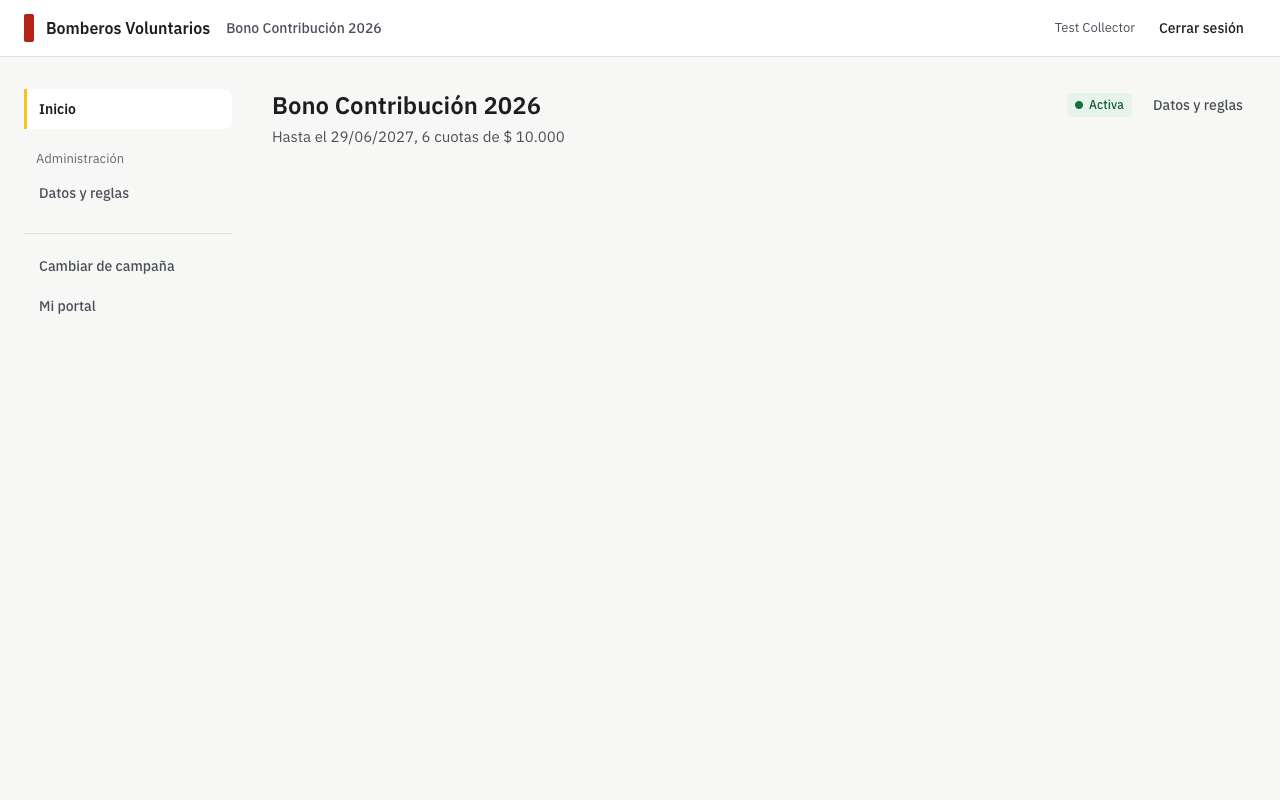 Bomberos Voluntarios Bono Contribución 2026 Test Collector Cerrar sesión
Inicio
Administración
Datos y reglas
Cambiar de campaña
Mi portal
Bono Contribución 2026 Activa Datos y reglas
Hasta el 29/06/2027, 6 cuotas de $ 10.000